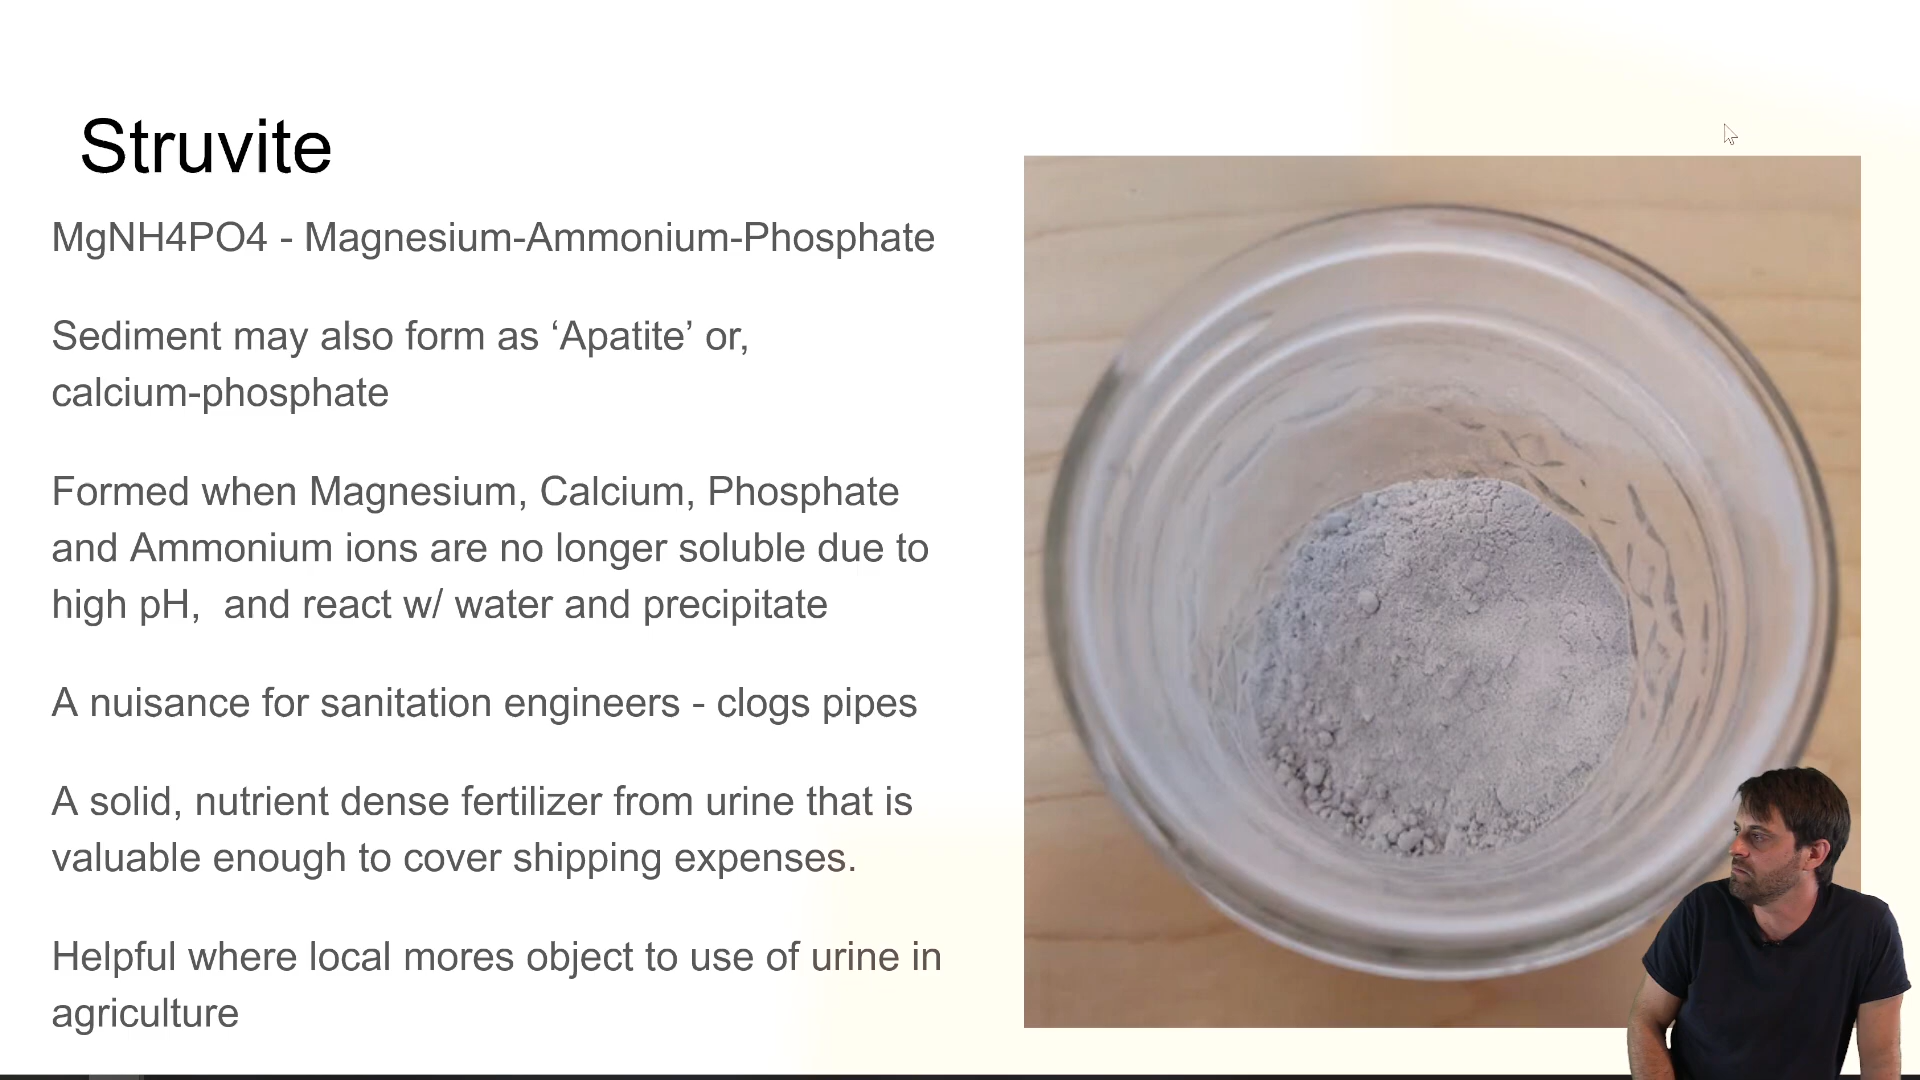 Struvite
MgNH4PO4 - Magnesium-Ammonium-Phosphate
Sediment may also form as ‘Apatite’ or,
calcium-phosphate
Formed when Magnesium, Calcium, Phosphate
and Ammonium ions are no longer soluble due to
high pH,  and react w/ water and precipitate
A nuisance for sanitation engineers - clogs pipes
A solid, nutrient dense fertilizer from urine that is
valuable enough to cover shipping expenses.
Helpful where local mores object to use of urine in
agriculture